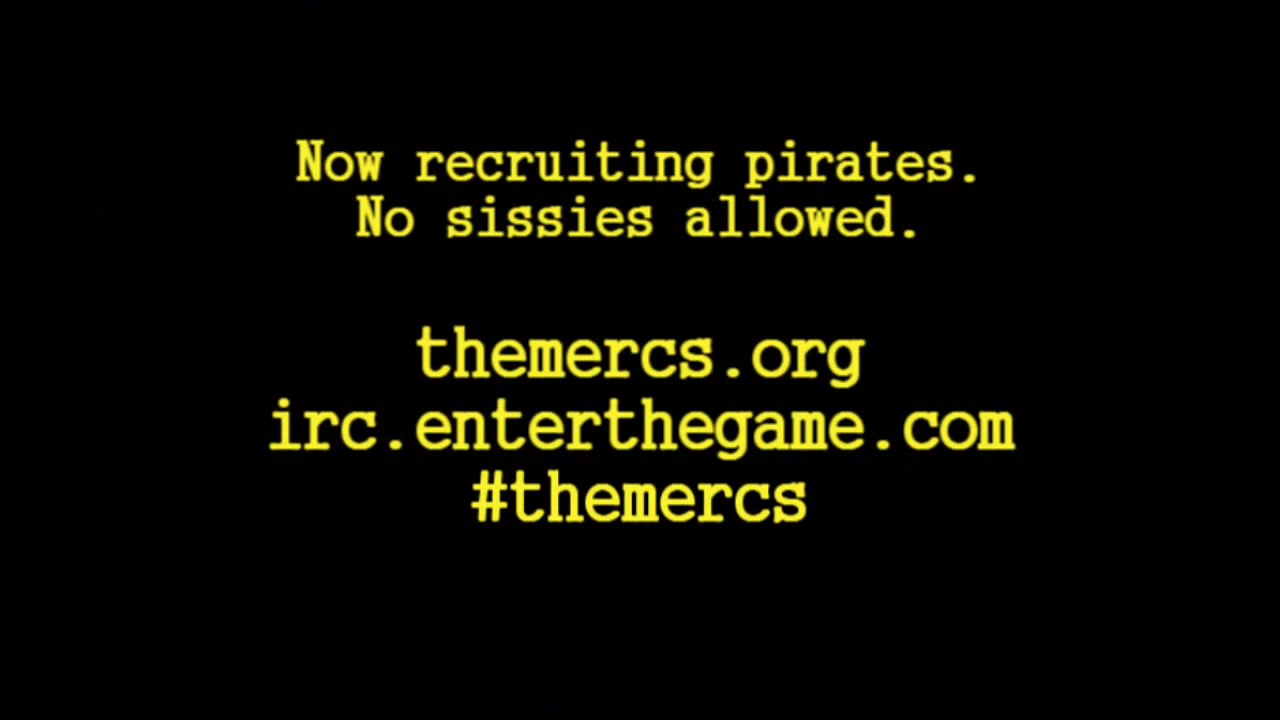 Now recruiting pirates.
No sissies allowed.
themercs.org
irc.enterthegame.com
#themercs